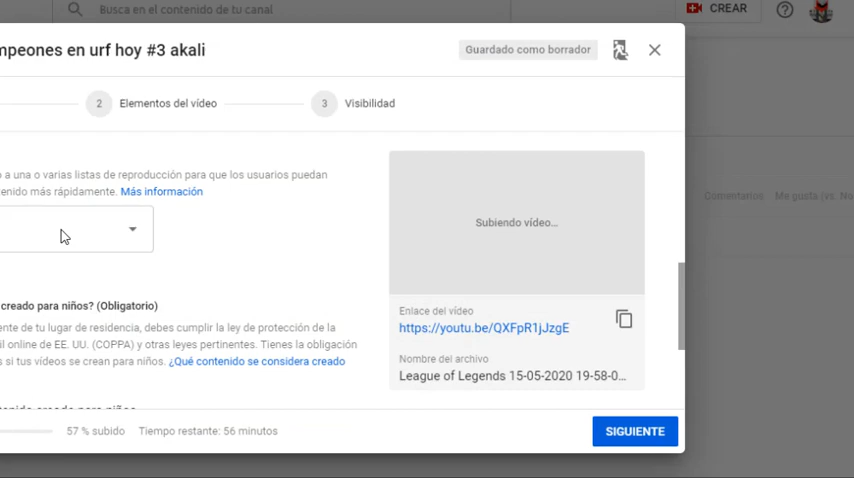 Busca en el contenido de tu canal
CREAR
mpeones en urf hoy #3 akali
Guardado como borrador
2 Elementos del vídeo
3 Visibilidad
o a una o varias listas de reproducción para que los usuarios puedan
tenido más rápidamente. Más información
Subiendo vídeo...
Comentarios Me gusta (vs. No
creado para niños? (Obligatorio)
ente de tu lugar de residencia, debes cumplir la ley de protección de la
il online de EE. UU. (COPPA) y otras leyes pertinentes. Tienes la obligación
s si tus vídeos se crean para niños. ¿Qué contenido se considera creado
Enlace del vídeo
https://youtu.be/QXFpR1jJzgE
Nombre del archivo
League of Legends 15-05-2020 19-58-0...
57 % subido Tiempo restante: 56 minutos
SIGUIENTE